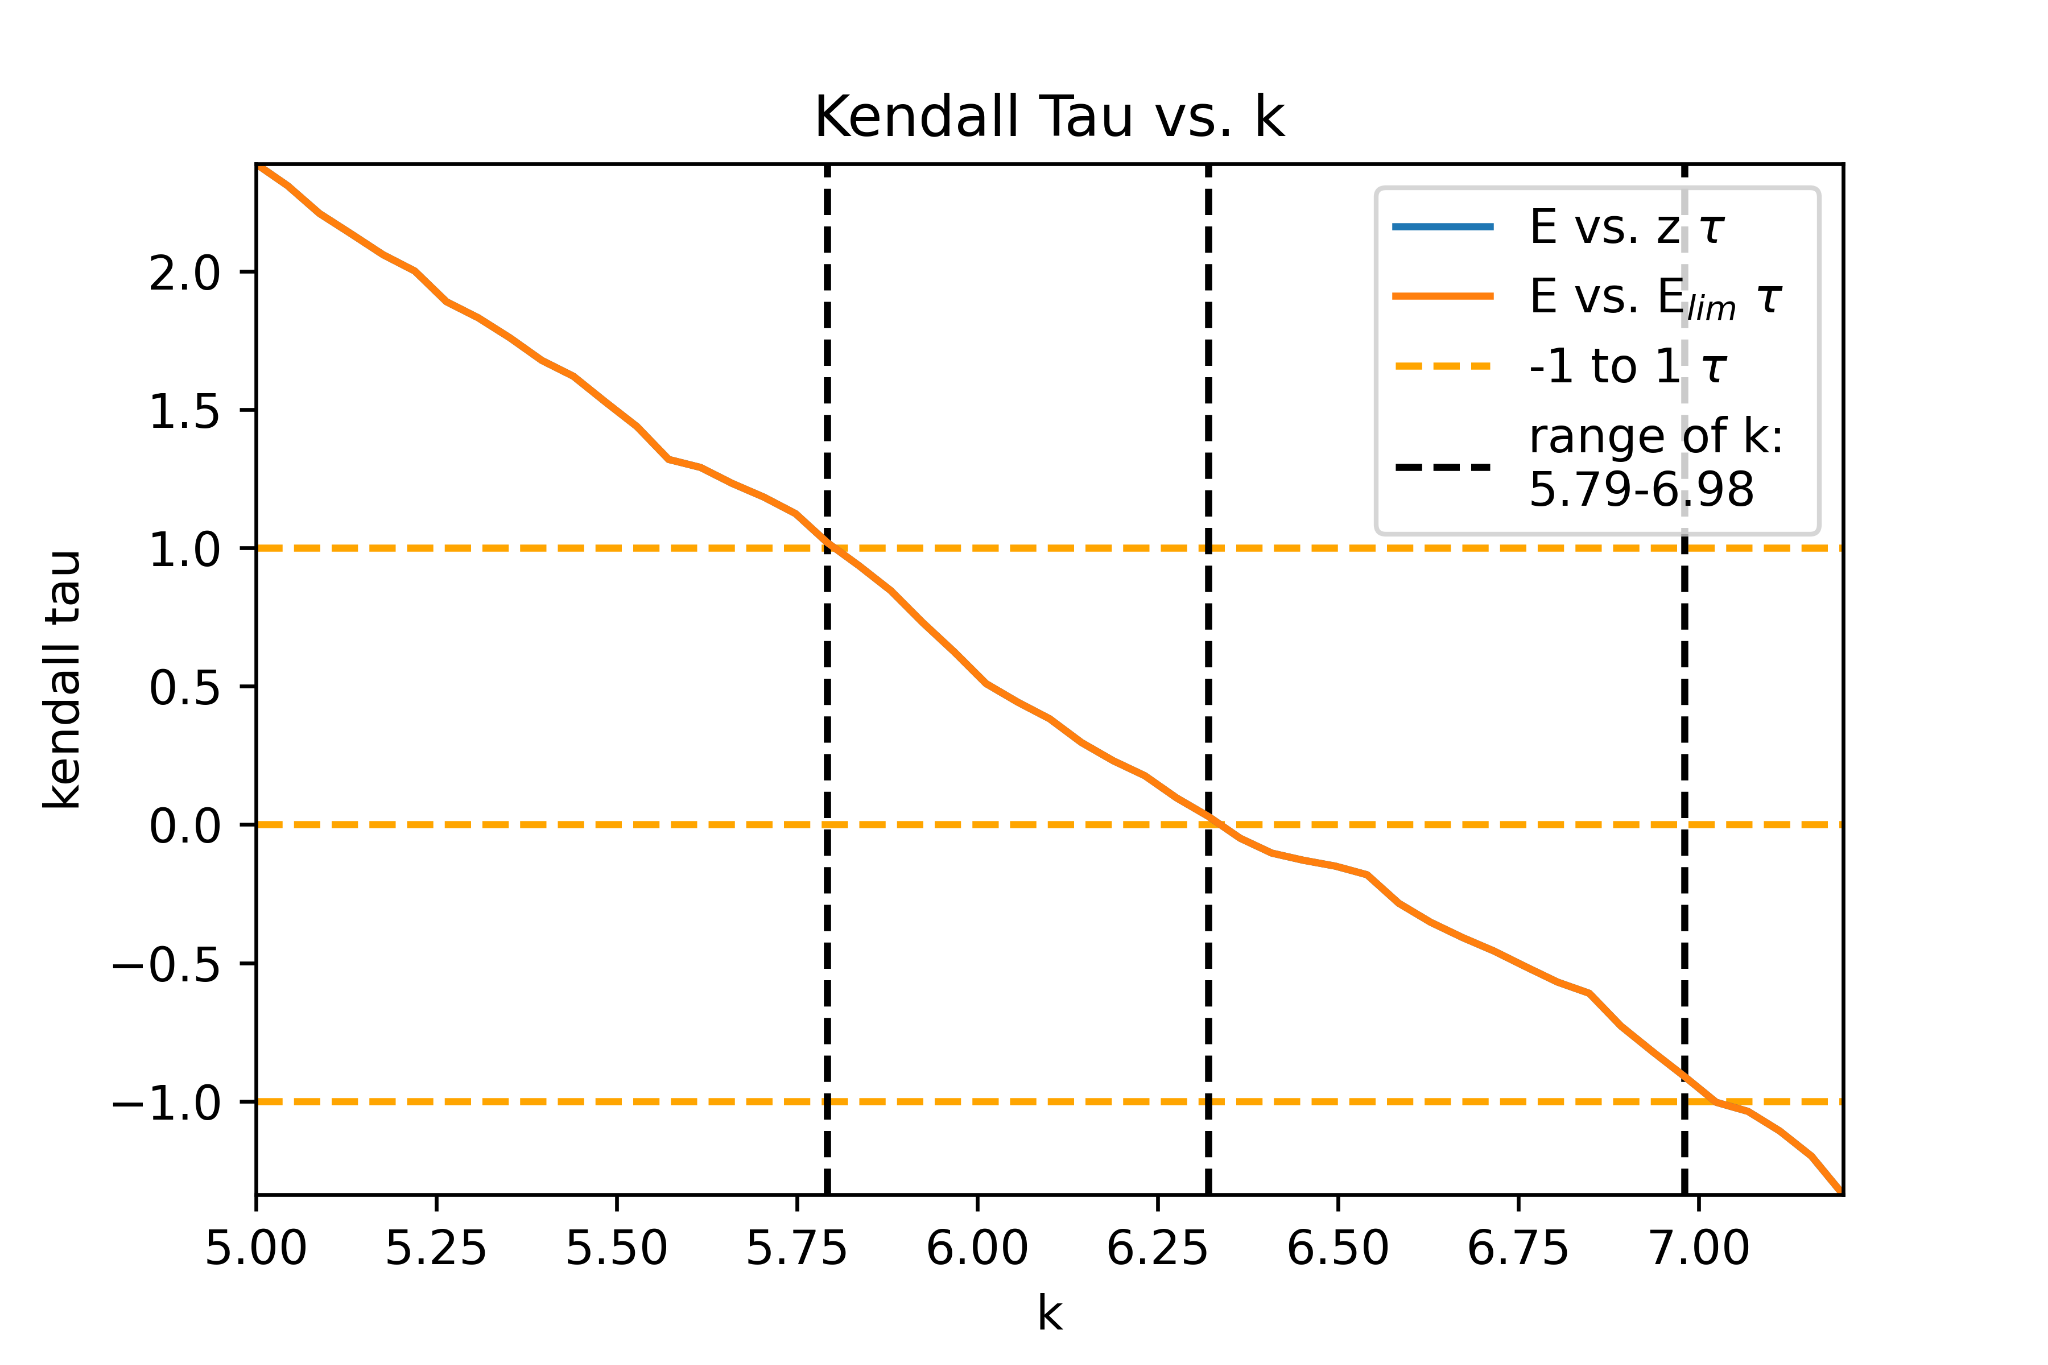 Kendall Tau vs. k
E vs. z τ
E vs. E_lim τ
-1 to 1 τ
range of k:
5.79-6.98
kendall tau
2.0
1.5
1.0
0.5
0.0
−0.5
−1.0
5.00 5.25 5.50 5.75 6.00 6.25 6.50 6.75 7.00
k